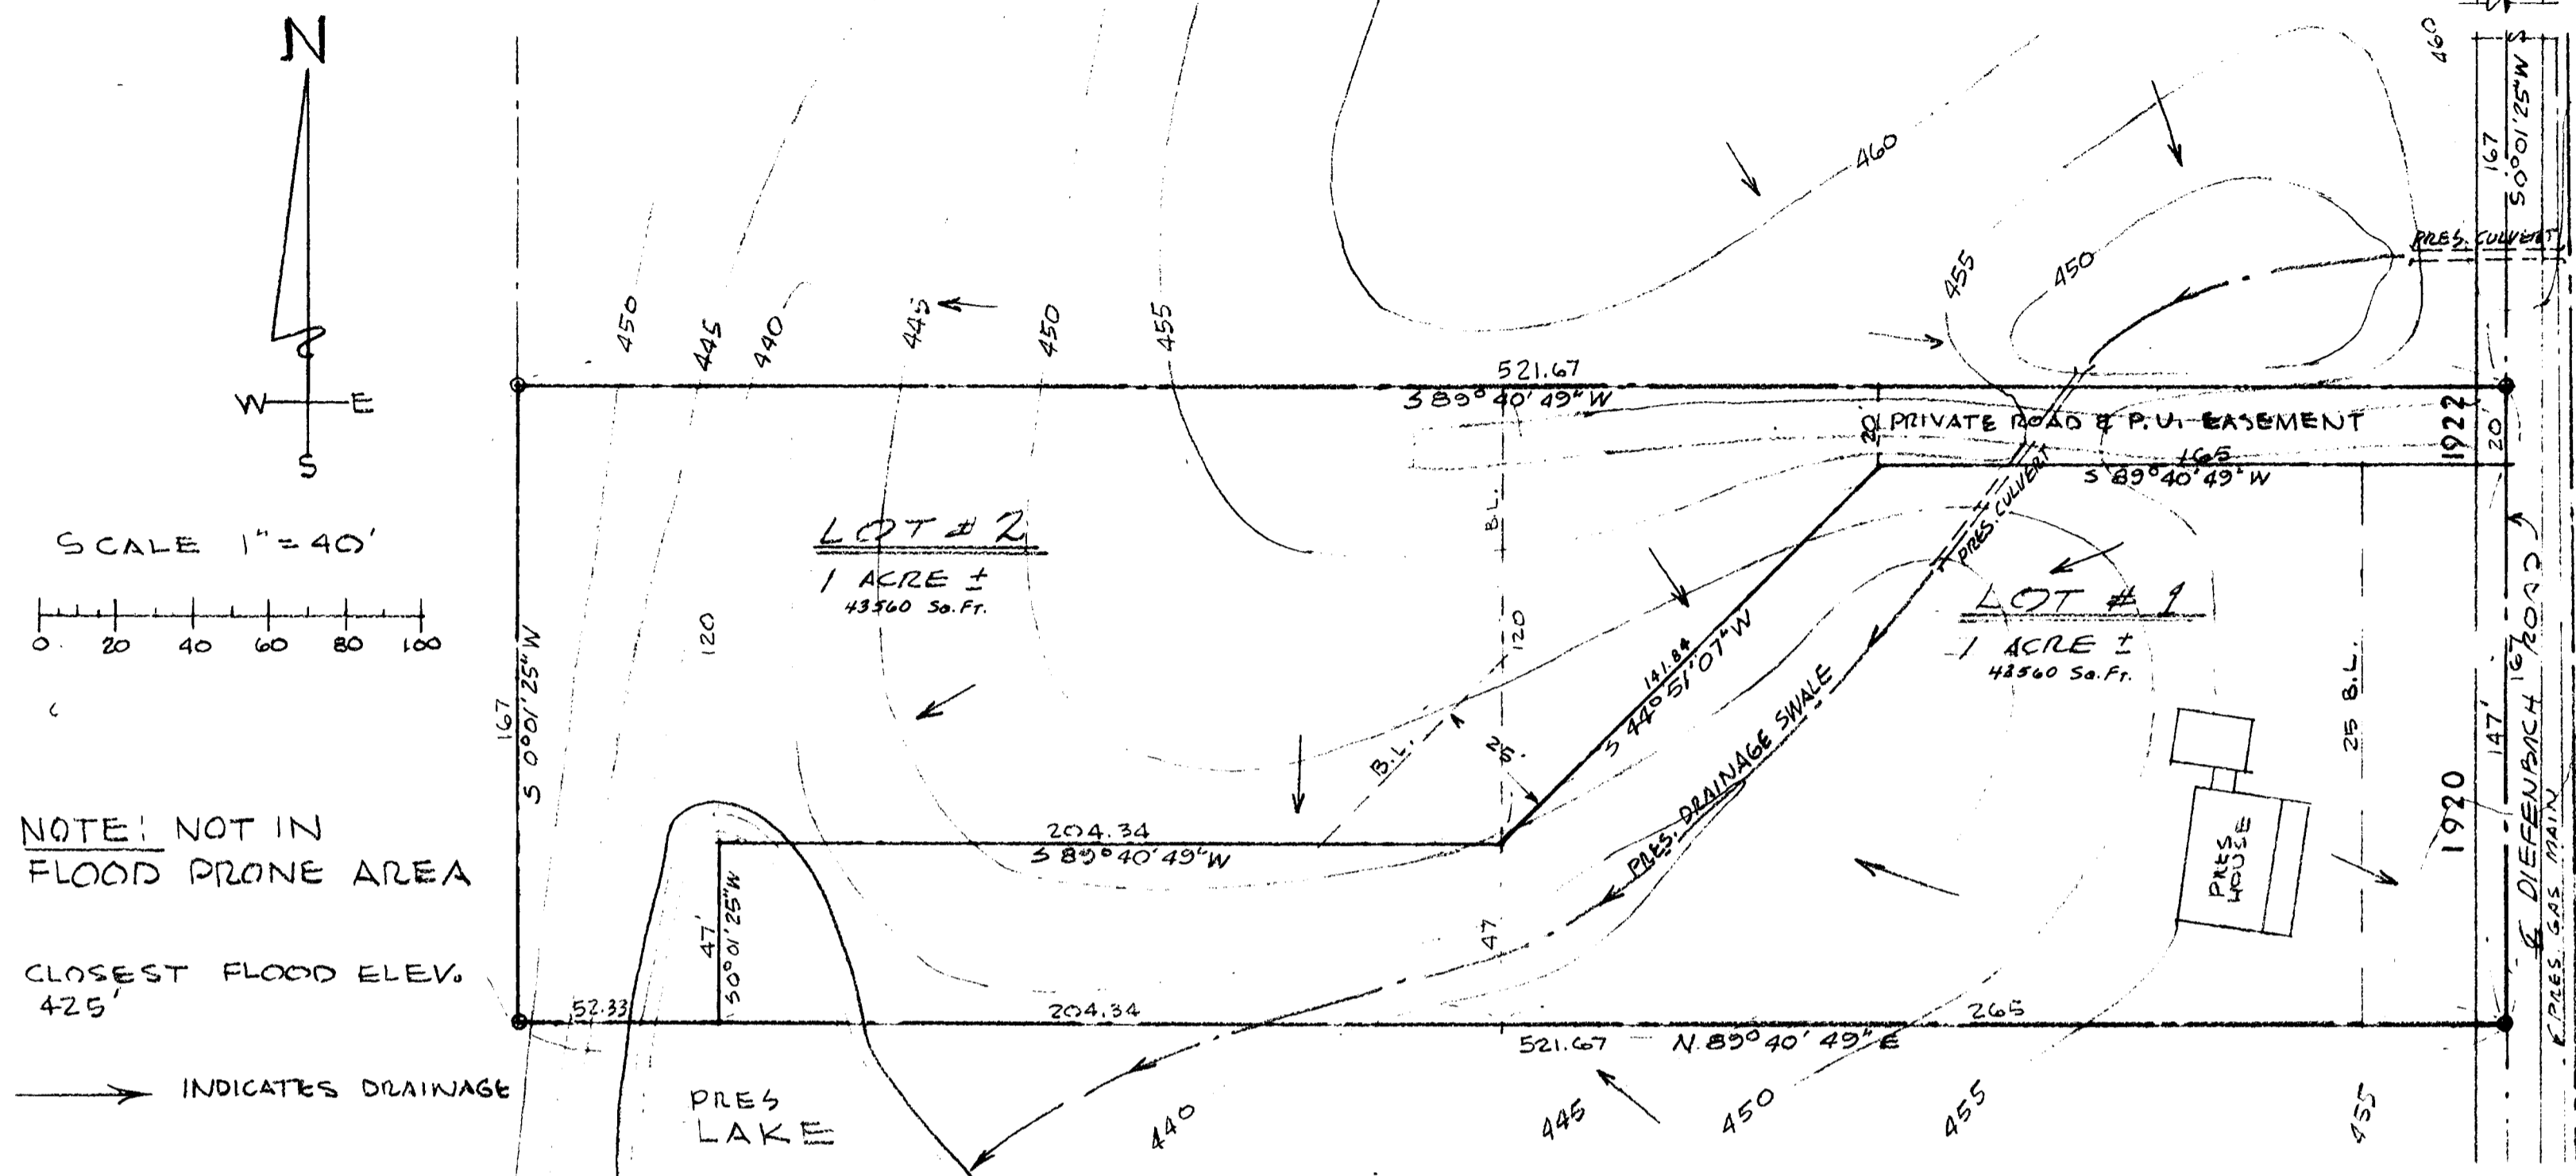 N
W E
S
SCALE 1"=40'
0 20 40 60 80 100
NOTE! NOT IN
FLOOD PRONE AREA
CLOSEST FLOOD ELEV.
425'
INDICATES DRAINAGE
450
445
440
445
450
455
460
455
450
460
PRES. CULVERT
167
S0°01'25"W
521.67
S 89°40'49"W
20
PRIVATE ROAD & P.U. EASEMENT
165
S 89°40'49"W
1922
20
LOT # 2
1 ACRE ±
43560 SQ.FT.
B.L.
PRES. CULVERT
LOT # 1
1 ACRE ±
43560 SQ.FT.
167
S 0°01'25"W
120
120
141.84
S 44°51'07"W
B.L.
25.
PRES. DRAINAGE SWALE
25 B.L.
147'
167
1920
℄ DIEFENBACH ROAD
PRES. GAS MAIN
PRES
HOUSE
204.34
S 89°40'49"W
47'
S0°01'25"W
47
52.33
204.34
265
521.67 N. 89°40'49"E
PRES
LAKE
440
445
450
455
455